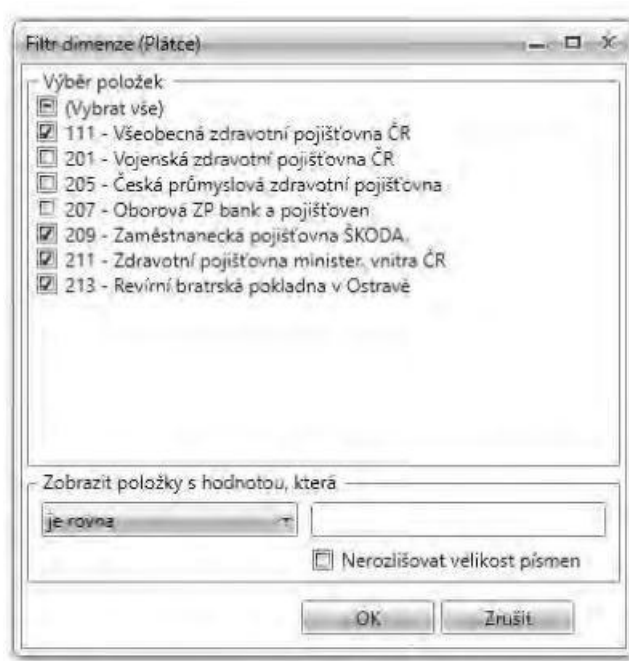 Filtr dimenze (Plátce)
Výběr položek
(Vybrat vše)
111 - Všeobecná zdravotní pojišťovna ČR
201 - Vojenská zdravotní pojišťovna ČR
205 - Česká průmyslová zdravotní pojišťovna
207 - Oborová ZP bank a pojišťoven
209 - Zaměstnanecká pojišťovna ŠKODA.
211 - Zdravotní pojišťovna minister. vnitra ČR
213 - Revírní bratrská pokladna v Ostravě
Zobrazit položky s hodnotou, která
je rovna
Nerozlišovat velikost písmen
OK Zrušit